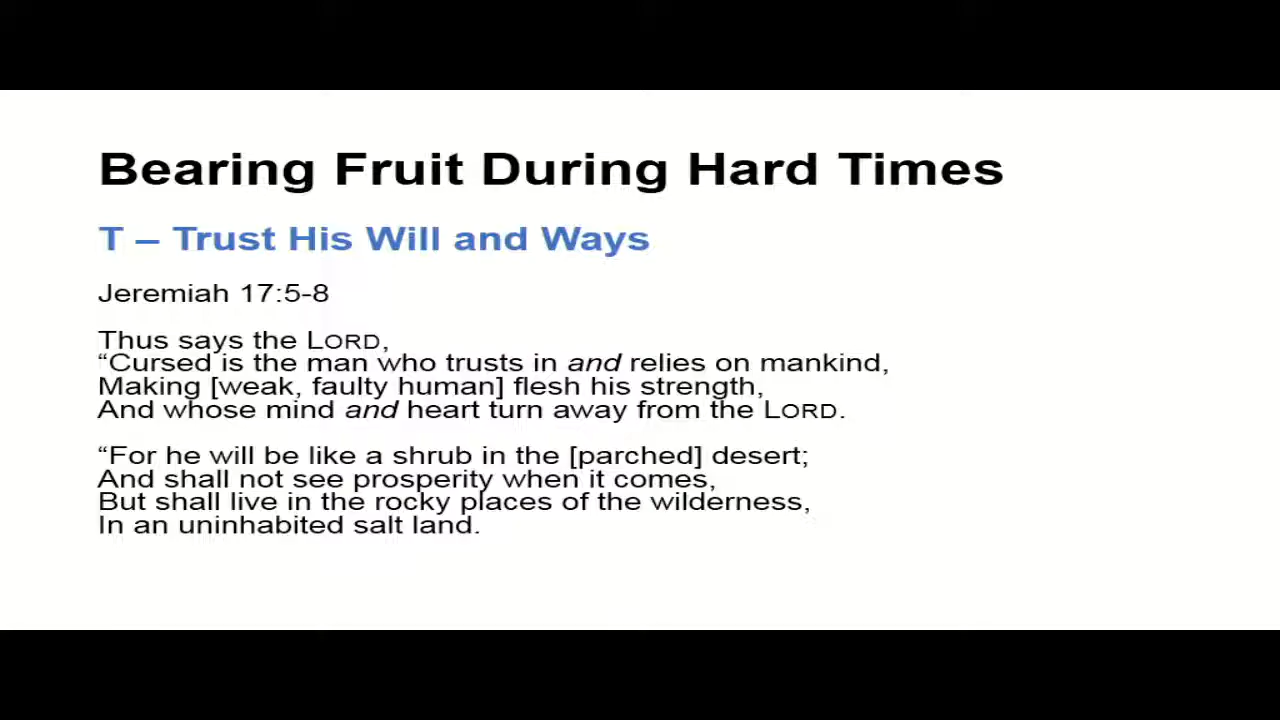 Bearing Fruit During Hard Times
T – Trust His Will and Ways
Jeremiah 17:5-8
Thus says the LORD,
“Cursed is the man who trusts in and relies on mankind,
Making [weak, faulty human] flesh his strength,
And whose mind and heart turn away from the LORD.
“For he will be like a shrub in the [parched] desert;
And shall not see prosperity when it comes,
But shall live in the rocky places of the wilderness,
In an uninhabited salt land.